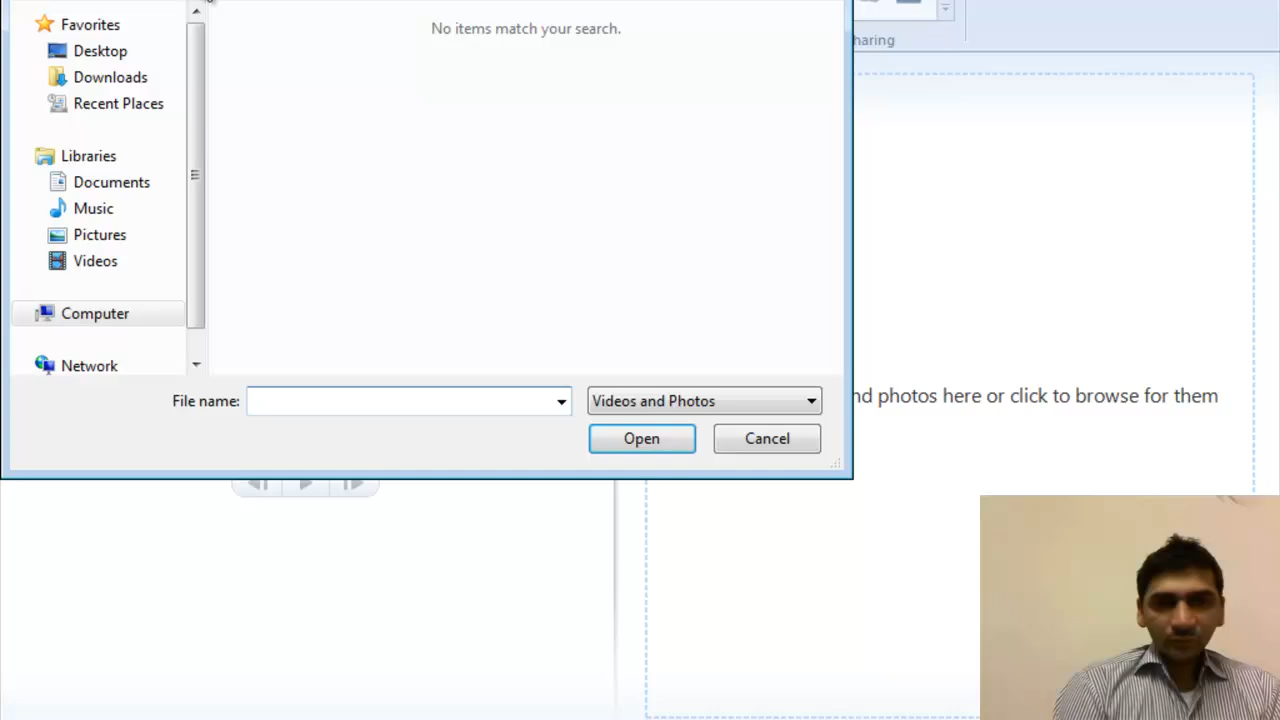 Favorites
No items match your search.
Desktop
Downloads
Recent Places
Libraries
Documents
Music
Pictures
Videos
Computer
Network
haring
nd photos here or click to browse for them
File name:
Videos and Photos
Open
Cancel